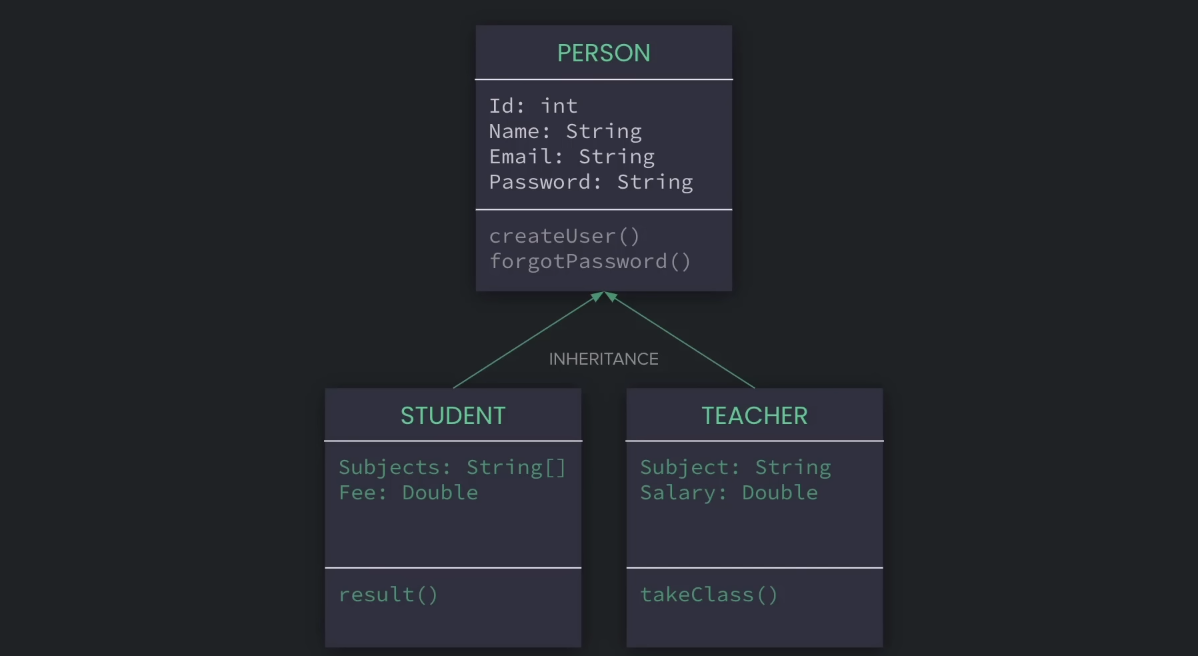 PERSON
Id: int
Name: String
Email: String
Password: String
createUser()
forgotPassword()
INHERITANCE
STUDENT
Subjects: String[]
Fee: Double
result()
TEACHER
Subject: String
Salary: Double
takeClass()